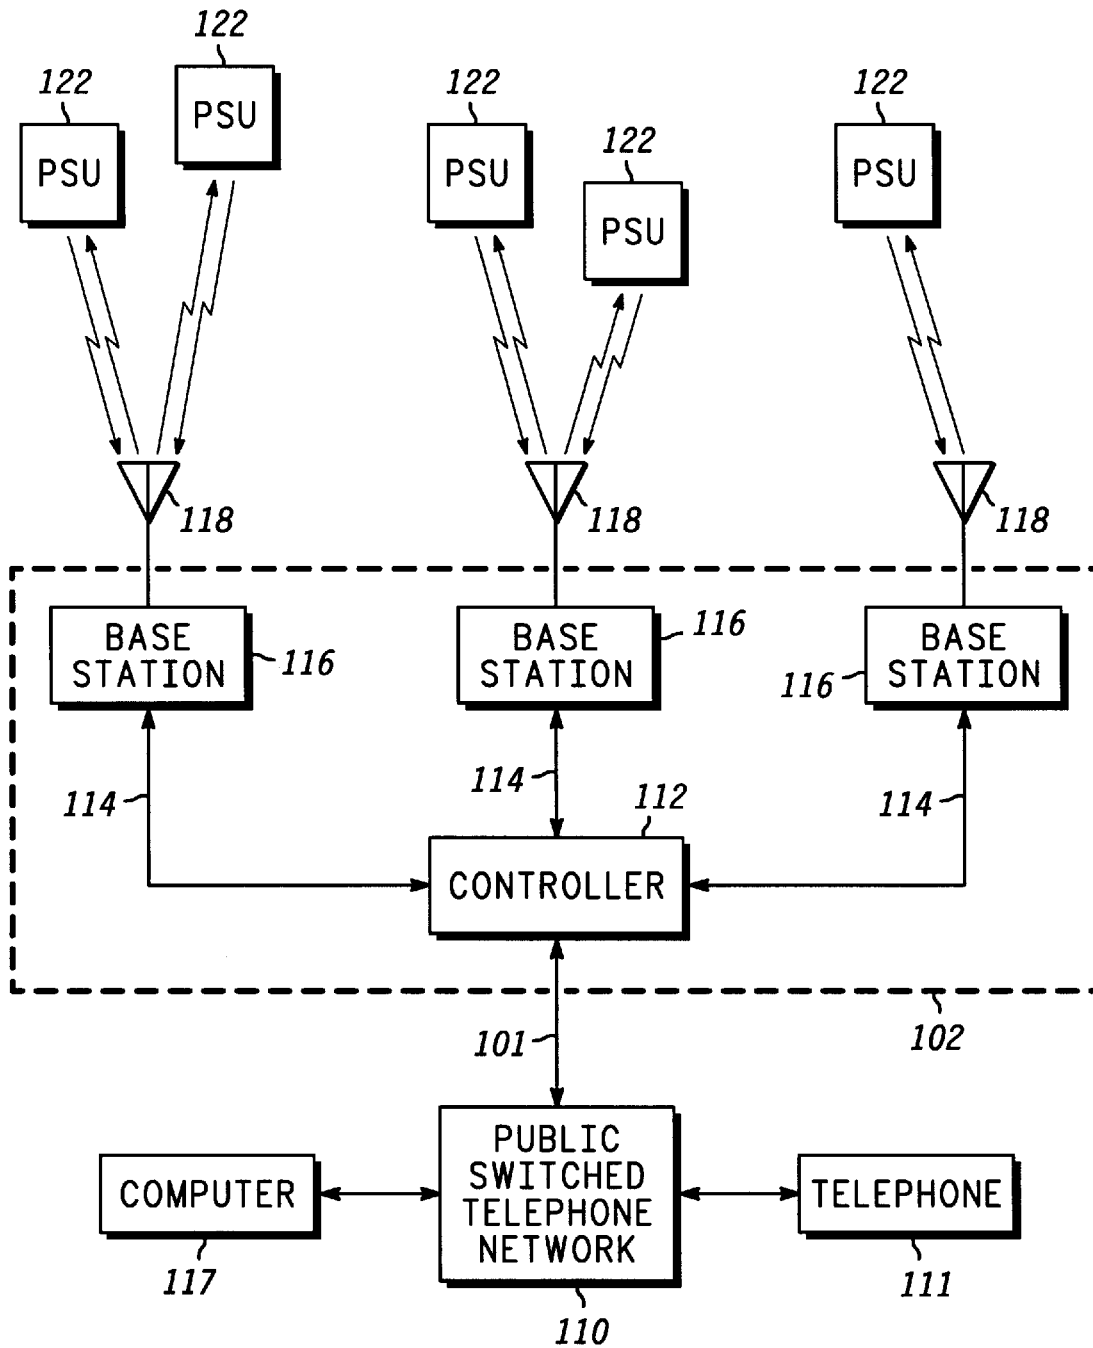 122
122
122
122
122
PSU
PSU
PSU
PSU
PSU
118
118
118
BASE
STATION
116
BASE
STATION
116
BASE
STATION
116
114
114
114
112
CONTROLLER
101
102
PUBLIC
SWITCHED
TELEPHONE
NETWORK
COMPUTER
TELEPHONE
117
111
110